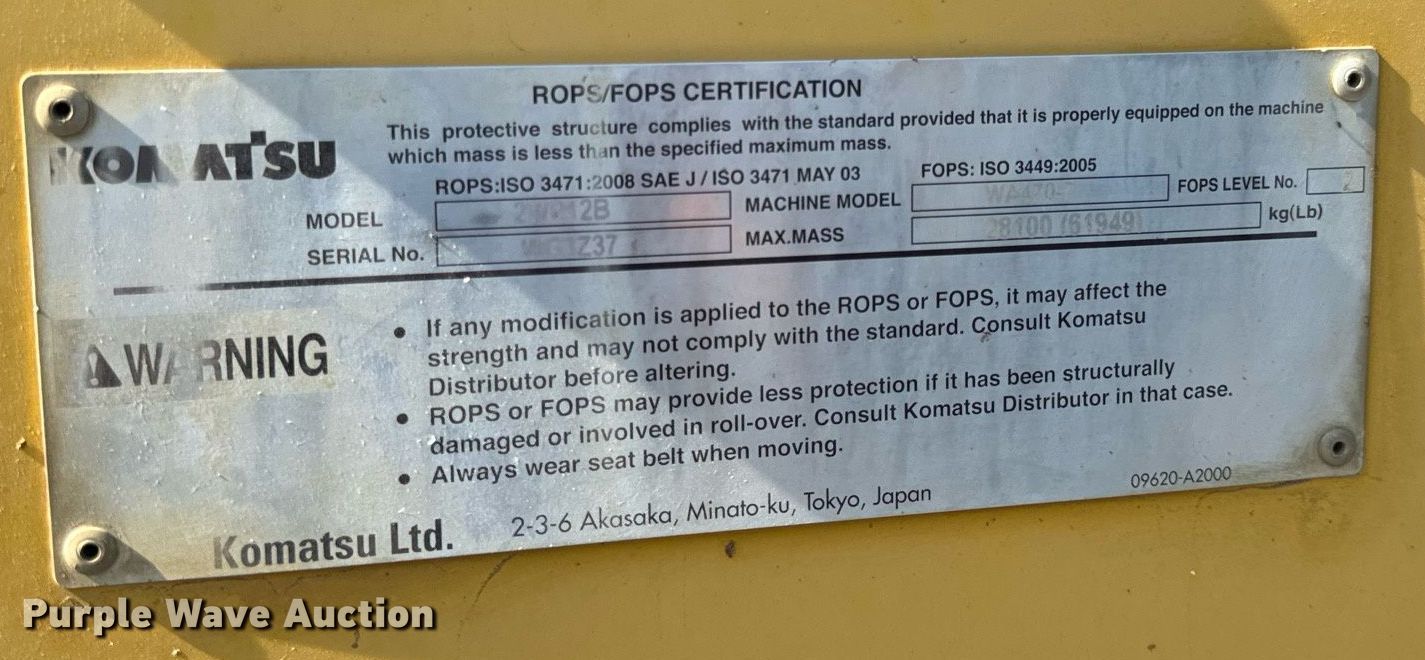 ROPS/FOPS CERTIFICATION
KOMATSU
This protective structure complies with the standard provided that it is properly equipped on the machine
which mass is less than the specified maximum mass.
ROPS:ISO 3471:2008 SAE J / ISO 3471 MAY 03 FOPS: ISO 3449:2005
MODEL MACHINE MODEL WA470-7 FOPS LEVEL No. 2
SERIAL No. MAX.MASS 28100 (61949) kg(Lb)
WARNING
● If any modification is applied to the ROPS or FOPS, it may affect the
strength and may not comply with the standard. Consult Komatsu
Distributor before altering.
● ROPS or FOPS may provide less protection if it has been structurally
damaged or involved in roll-over. Consult Komatsu Distributor in that case.
● Always wear seat belt when moving.
09620-A2000
Komatsu Ltd. 2-3-6 Akasaka, Minato-ku, Tokyo, Japan
Purple Wave Auction